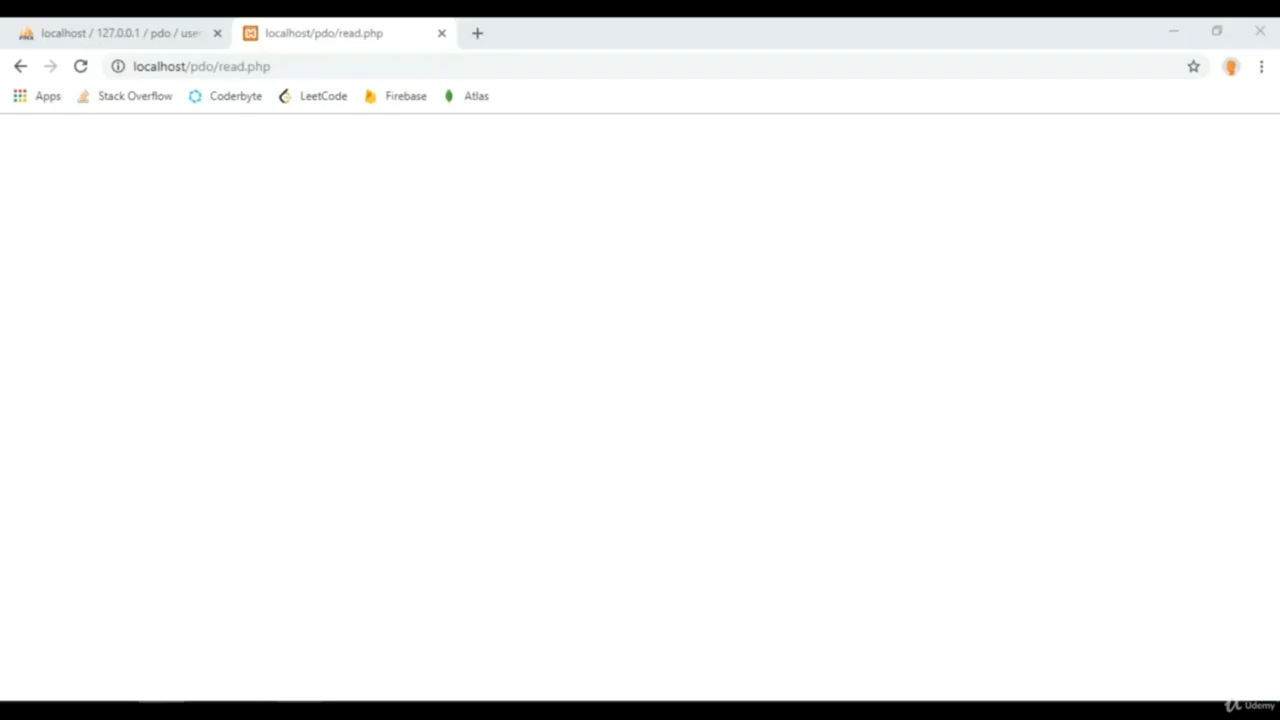 localhost / 127.0.0.1 / pdo / use
localhost/pdo/read.php
localhost/pdo/read.php
Apps Stack Overflow Coderbyte LeetCode Firebase Atlas
Udemy